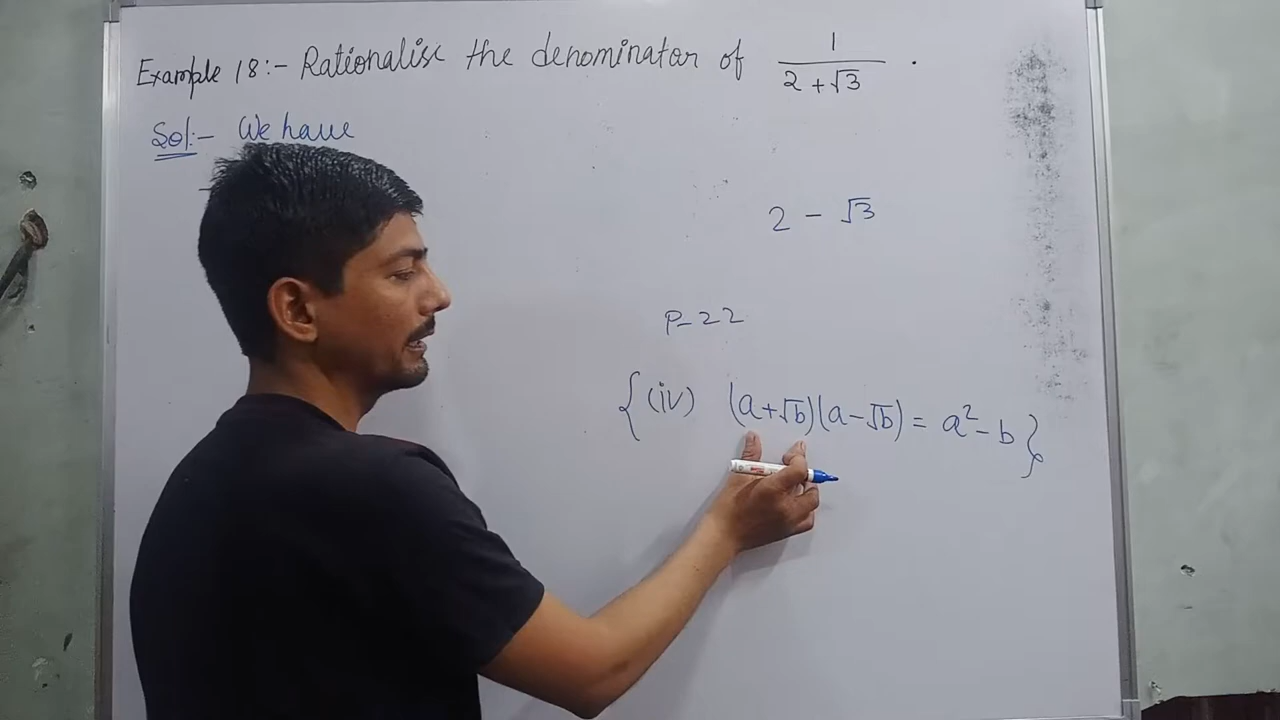 Example 18:- Rationalise the denominator of 1/(2+√3) .
Sol:- We have
2 - √3
P-22
{(iv) (a+√b)(a-√b) = a²-b}